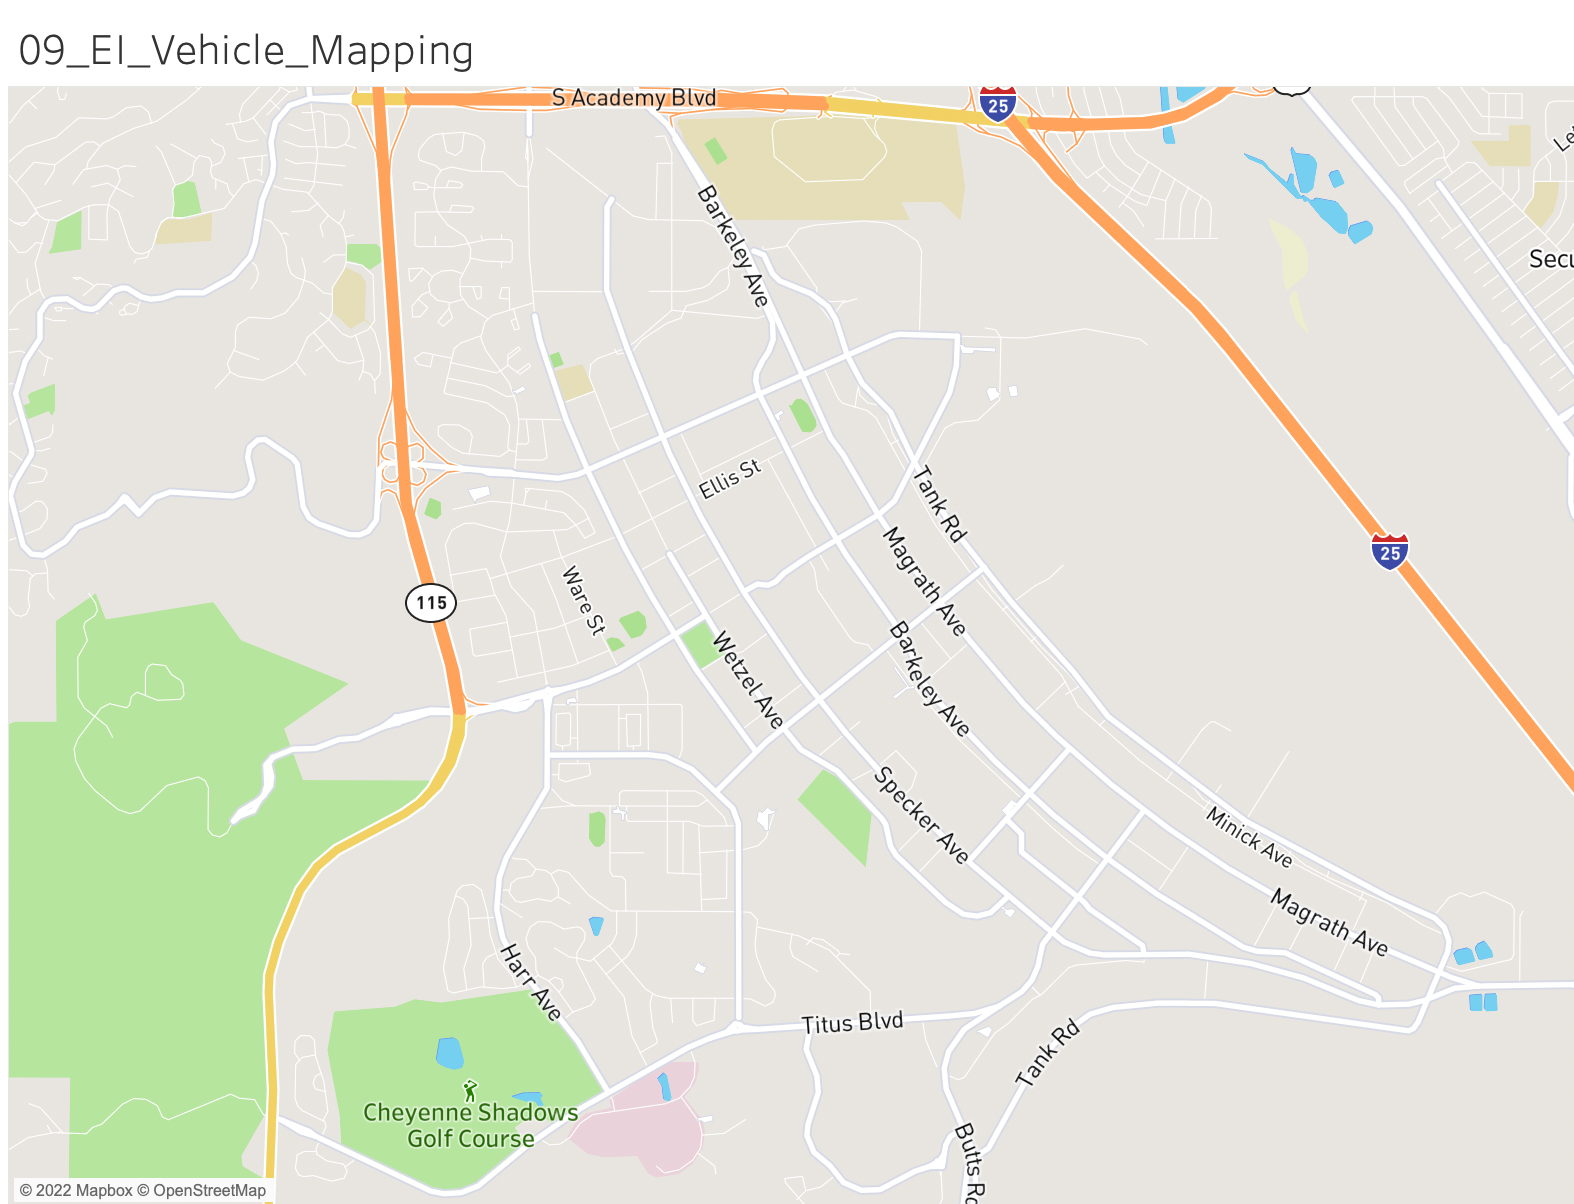 09_EI_Vehicle_Mapping
S Academy Blvd
25
Barkeley Ave
Secu
Ellis St
Tank Rd
Magrath Ave
25
115
Ware St
Wetzel Ave
Barkeley Ave
Specker Ave
Minick Ave
Magrath Ave
Harr Ave
Titus Blvd
Tank Rd
Cheyenne Shadows
Golf Course
Butts Rd
© 2022 Mapbox © OpenStreetMap